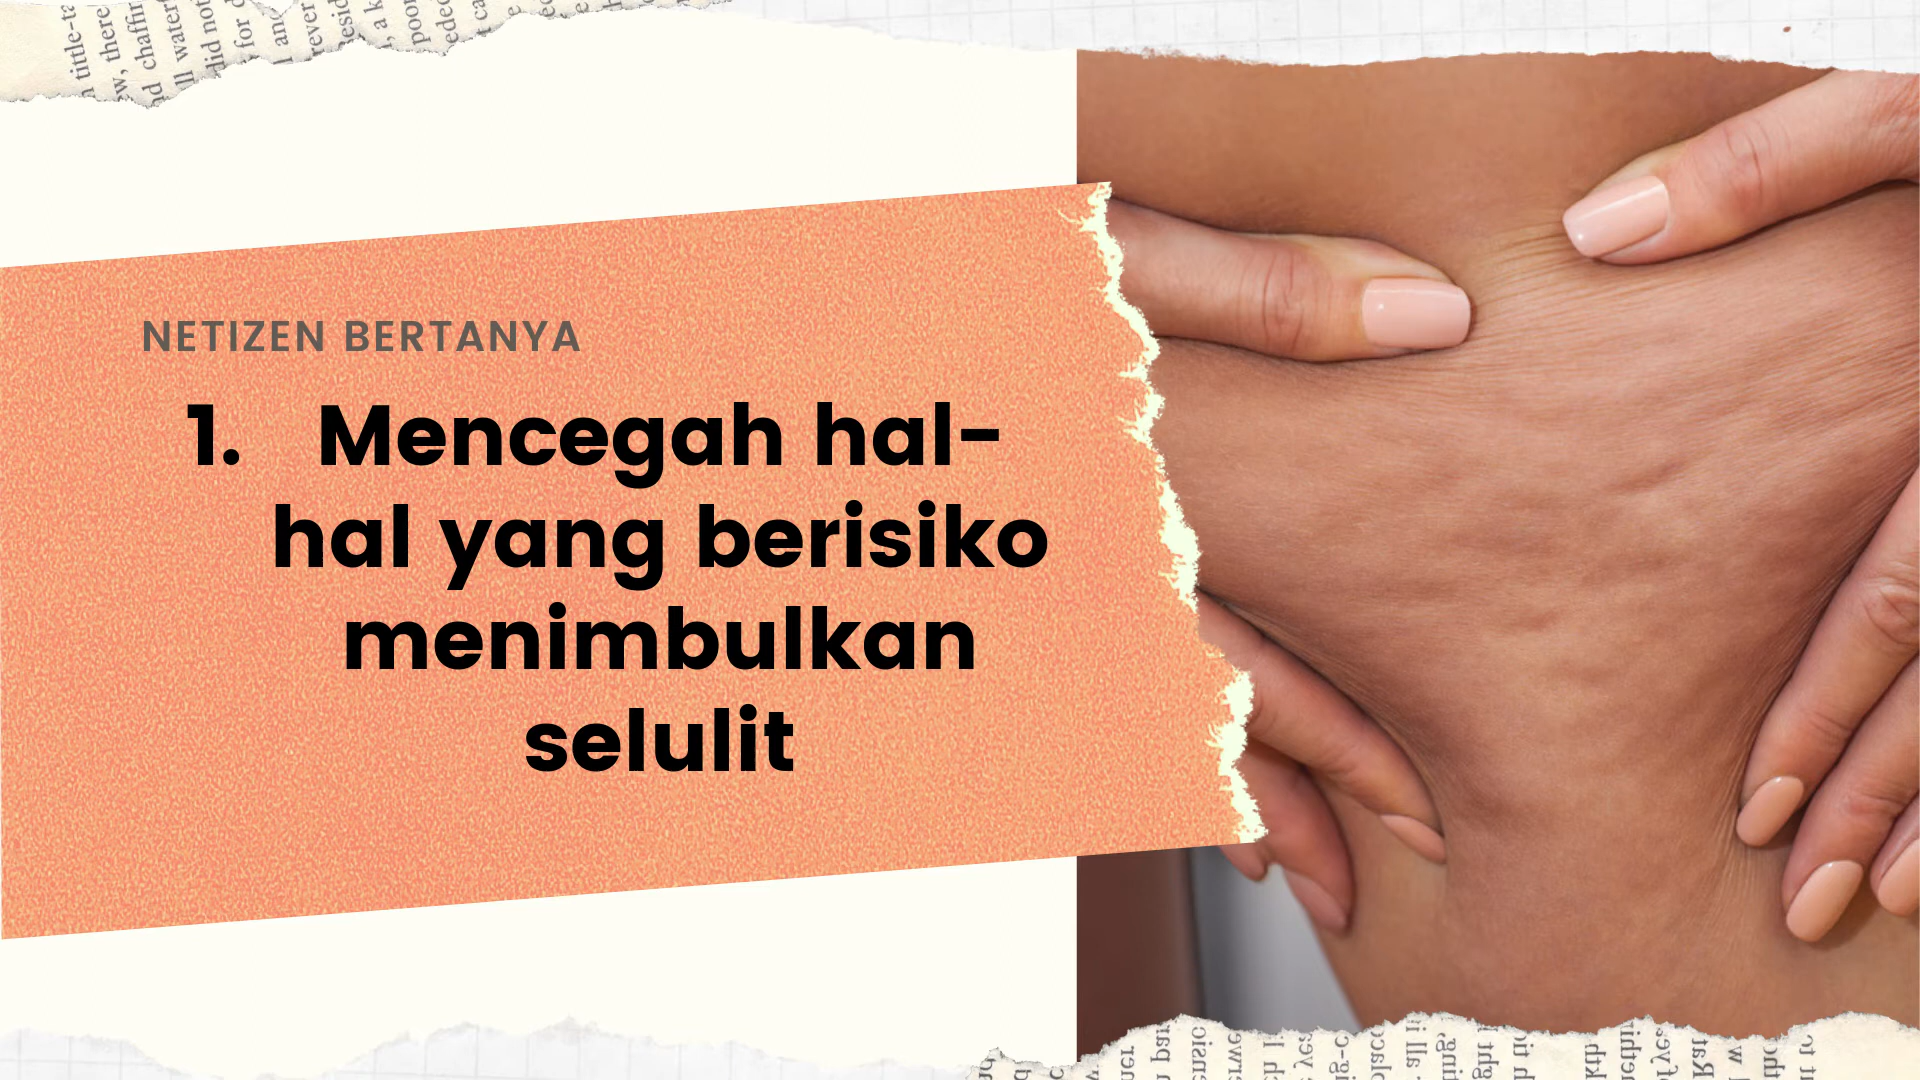 NETIZEN BERTANYA
1. Mencegah hal-
hal yang berisiko
menimbulkan
selulit